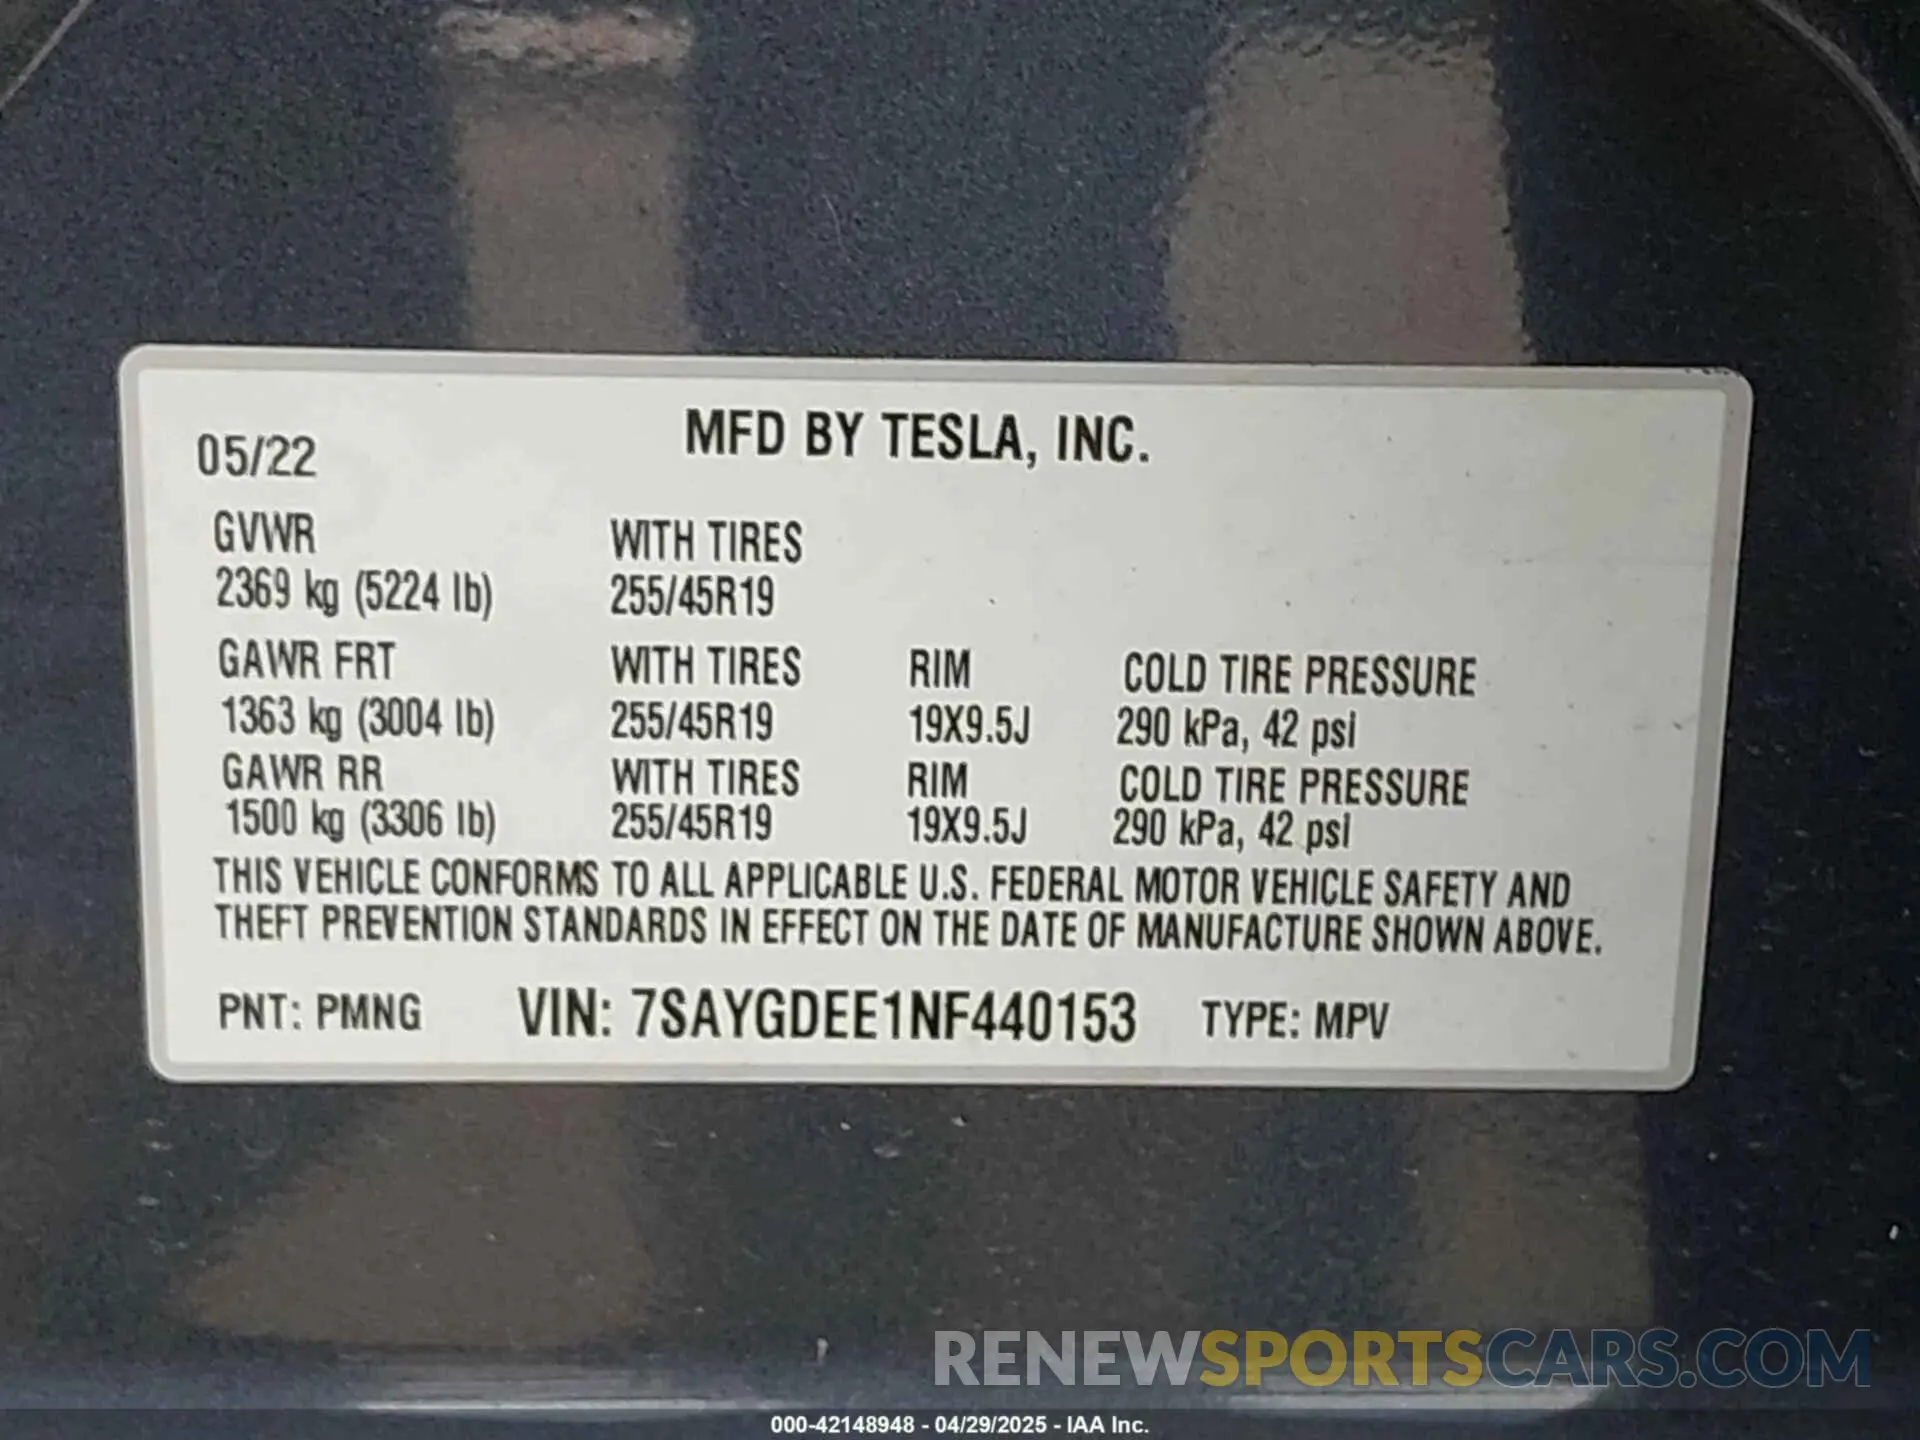 05/22 MFD BY TESLA, INC.
GVWR WITH TIRES
2369 kg (5224 lb) 255/45R19
GAWR FRT WITH TIRES RIM COLD TIRE PRESSURE
1363 kg (3004 lb) 255/45R19 19X9.5J 290 kPa, 42 psi
GAWR RR WITH TIRES RIM COLD TIRE PRESSURE
1500 kg (3306 lb) 255/45R19 19X9.5J 290 kPa, 42 psi
THIS VEHICLE CONFORMS TO ALL APPLICABLE U.S. FEDERAL MOTOR VEHICLE SAFETY AND
THEFT PREVENTION STANDARDS IN EFFECT ON THE DATE OF MANUFACTURE SHOWN ABOVE.
PNT: PMNG VIN: 7SAYGDEE1NF440153 TYPE: MPV
RENEWSPORTSCARS.COM
000-42148948 - 04/29/2025 - IAA Inc.